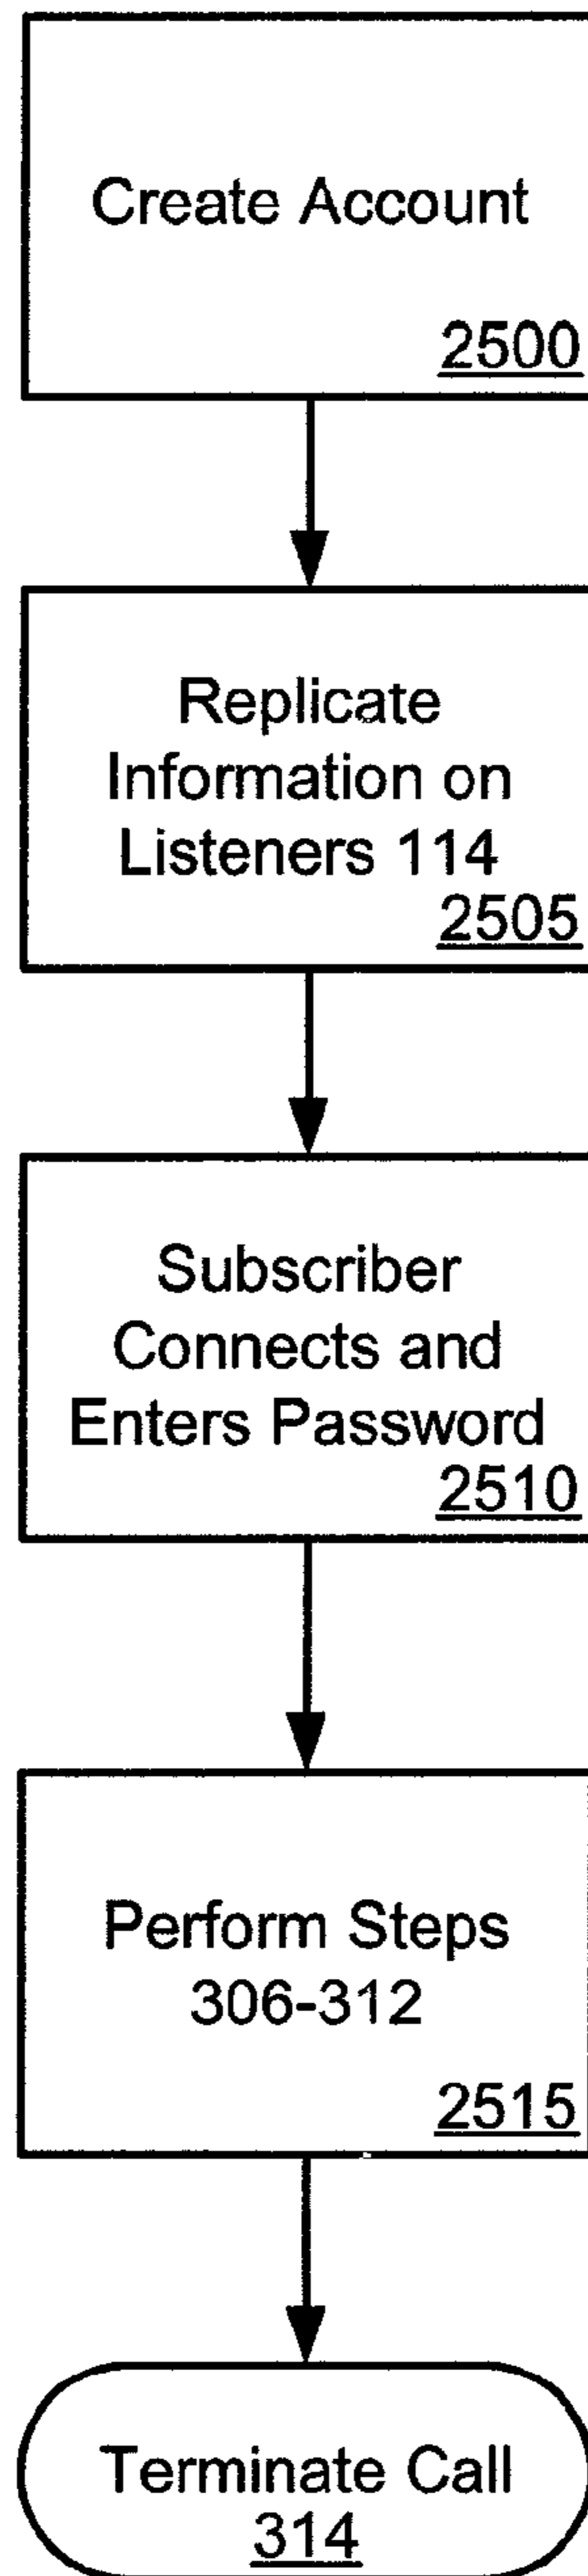 Create Account
2500
Replicate
Information on
Listeners 114
2505
Subscriber
Connects and
Enters Password
2510
Perform Steps
306-312
2515
Terminate Call
314